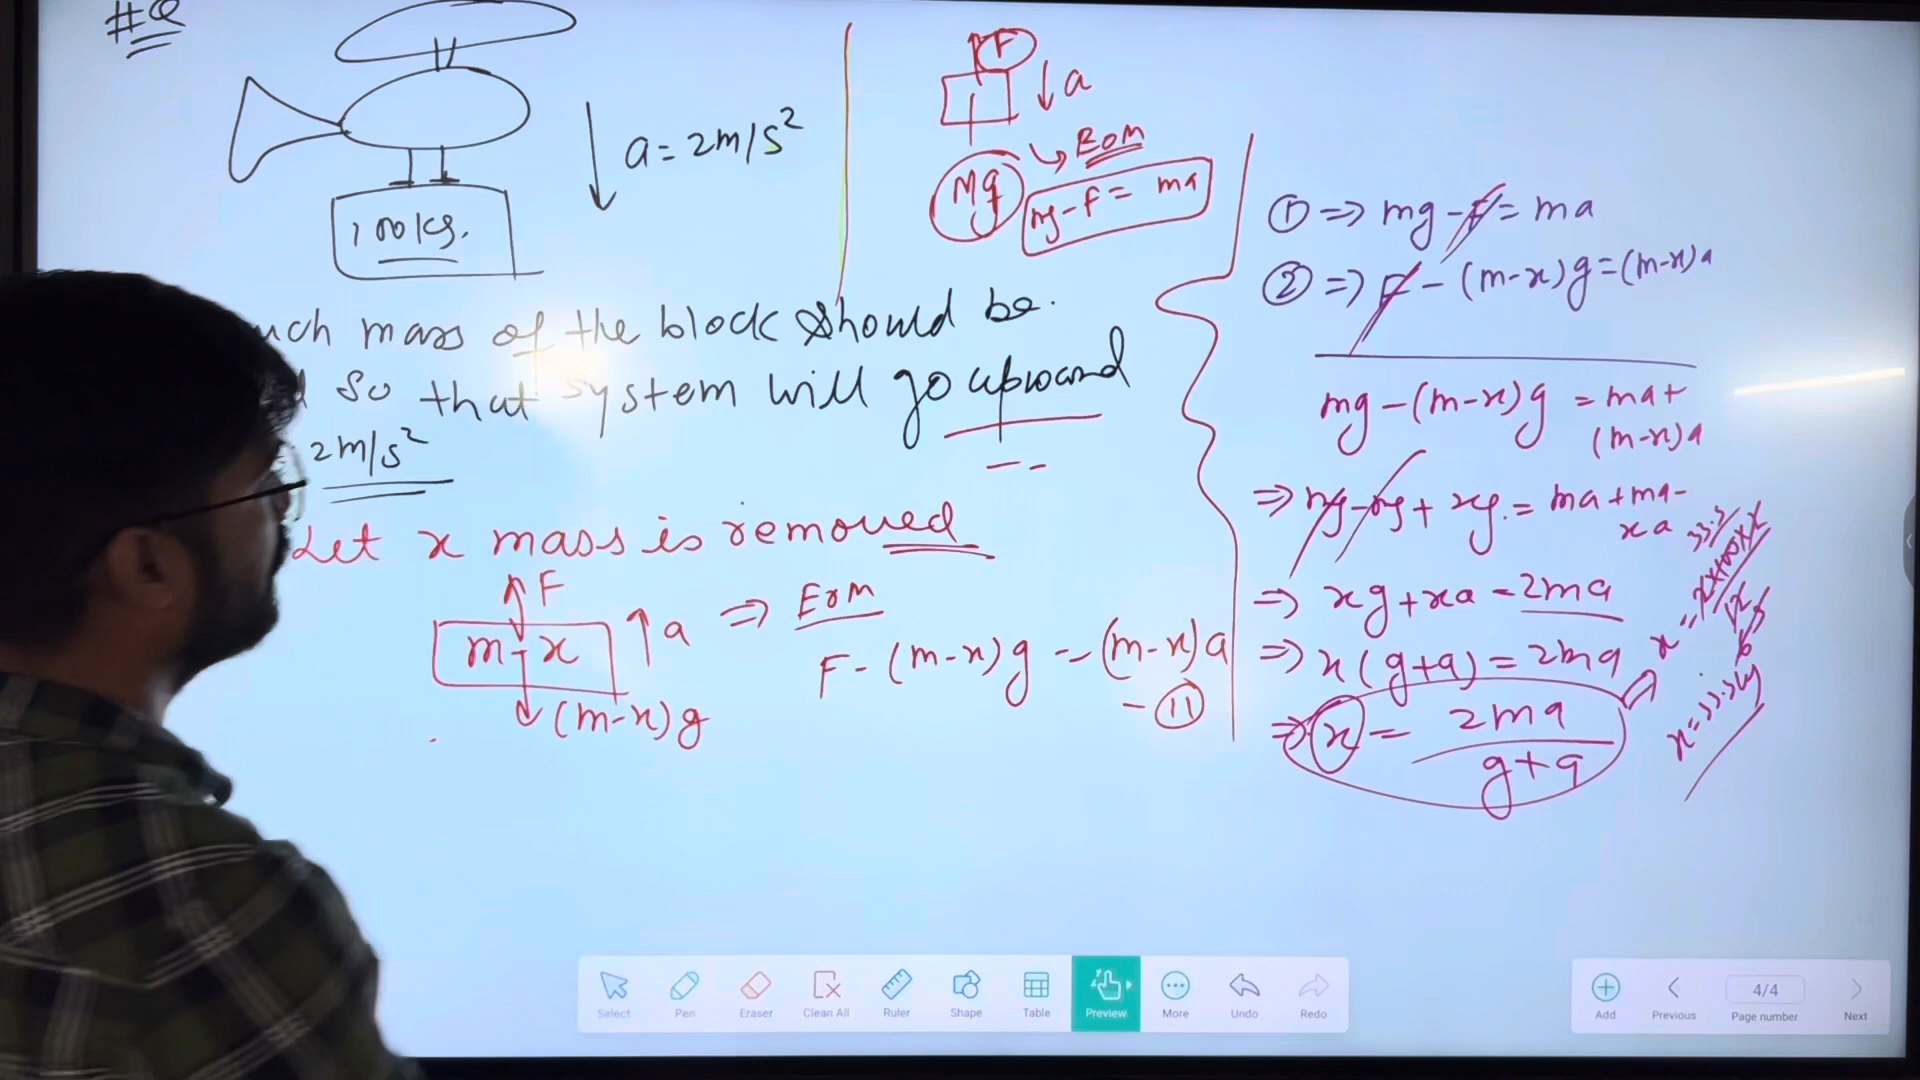 #Q
100kg.
a = 2m/s²
mass of the block should be.
so that system will go upward
2m/s²
Let x mass is removed
F
m-x
a
⇒ EOM
(m-x)g
F - (m-x)g = (m-x)a
- ⑪
F
a
Mg
↳ EOM
mg - F = ma
① ⇒ mg - F = ma
② ⇒ F - (m-x)g = (m-x)a
mg - (m-x)g = ma +
(m-x)a
⇒ mg - mg + xg = ma + ma -
xa
⇒ xg + xa = 2ma
⇒ x(g+a) = 2ma
⇒ x = 2ma
g+a
Select
Pen
Eraser
Clean All
Ruler
Shape
Table
Preview
More
Undo
Redo
Add
Previous
4/4
Page number
Next